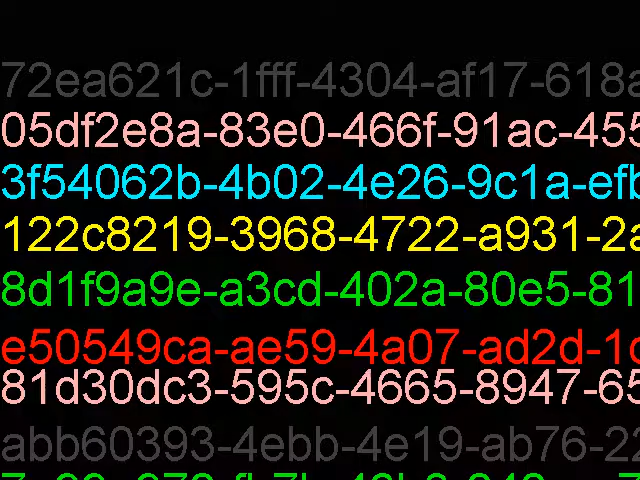 72ea621c-1fff-4304-af17-618a
05df2e8a-83e0-466f-91ac-455
3f54062b-4b02-4e26-9c1a-efb
122c8219-3968-4722-a931-2a
8d1f9a9e-a3cd-402a-80e5-81
e50549ca-ae59-4a07-ad2d-1c
81d30dc3-595c-4665-8947-65
abb60393-4ebb-4e19-ab76-22